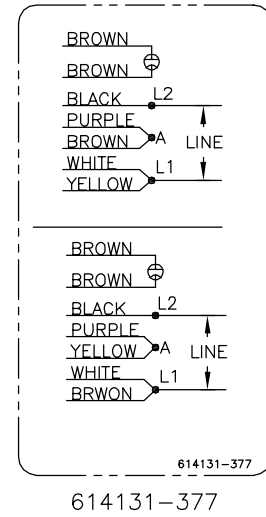 BROWN
BROWN
BLACK L2
PURPLE
BROWN A LINE
WHITE L1
YELLOW
BROWN
BROWN
BLACK L2
PURPLE
YELLOW A LINE
WHITE L1
BRWON
614131-377
614131-377